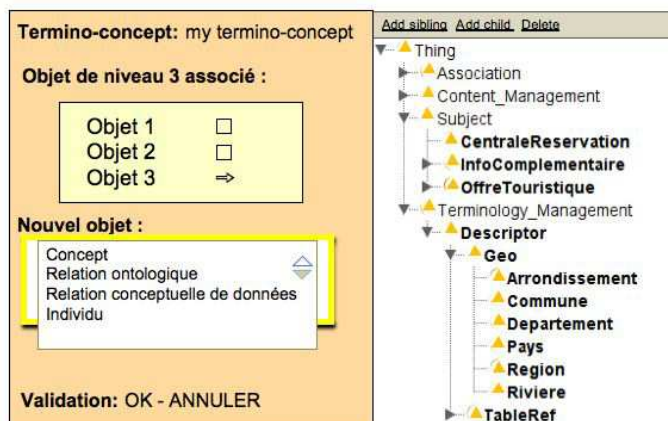 Termino-concept: my termino-concept
Objet de niveau 3 associé :
Objet 1
Objet 2
Objet 3
Nouvel objet :
Concept
Relation ontologique
Relation conceptuelle de données
Individu
Validation: OK - ANNULER
Add sibling Add child Delete
Thing
Association
Content_Management
Subject
CentraleReservation
InfoComplementaire
OffreTouristique
Terminology_Management
Descriptor
Geo
Arrondissement
Commune
Departement
Pays
Region
Riviere
TableRef